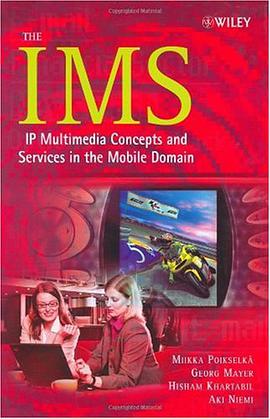 THE
WILEY
IMS
IP Multimedia Concepts and
Services in the Mobile Domain
MIIKKA POIKSELKÄ
GEORG MAYER
HISHAM KHARTABIL
AKI NIEMI